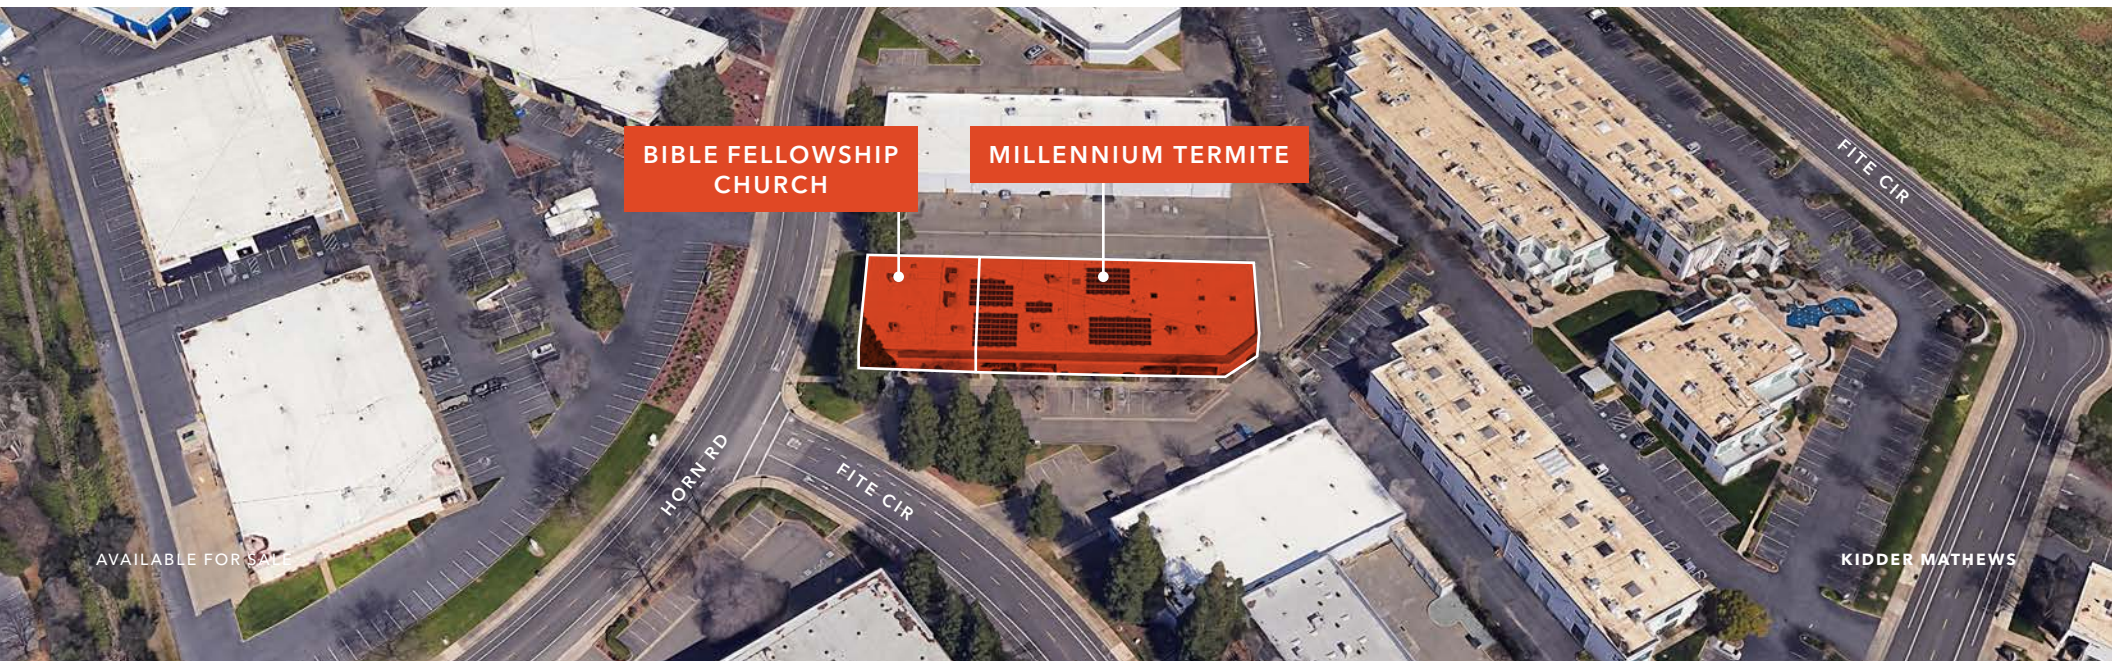 BIBLE FELLOWSHIP
CHURCH
MILLENNIUM TERMITE
FITE CIR
HORN RD
FITE CIR
AVAILABLE FOR SALE
KIDDER MATHEWS